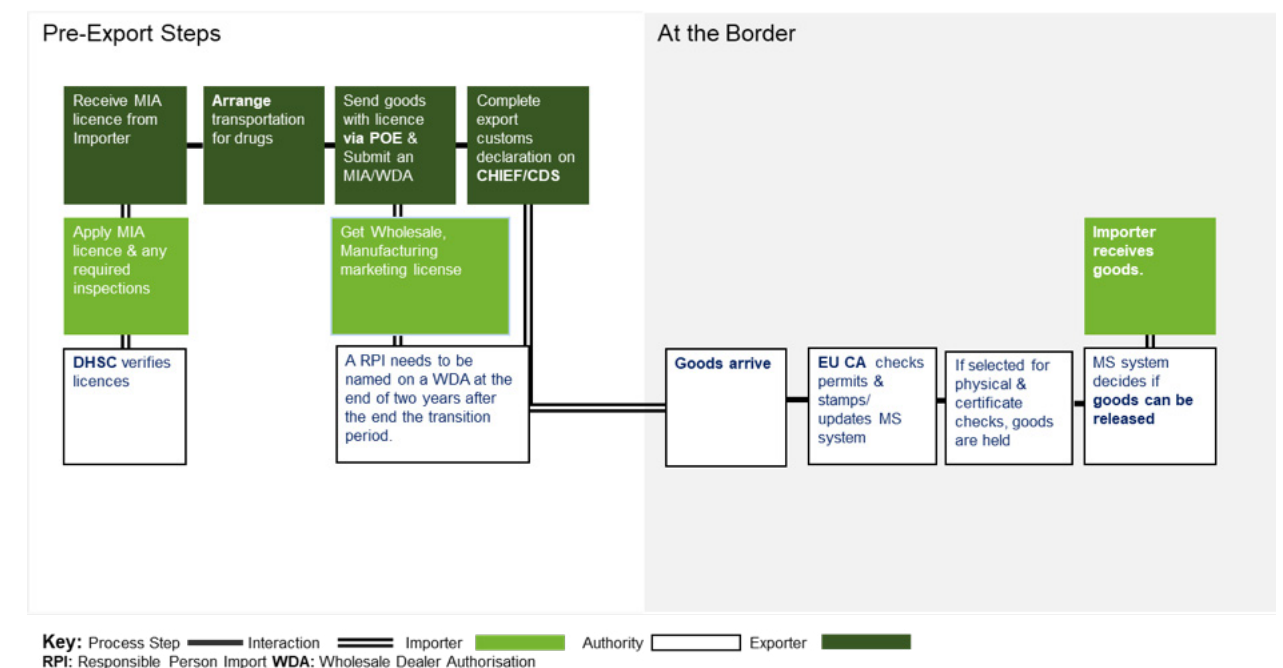 Pre-Export Steps
At the Border
Receive MIA
licence from
Importer
Arrange
transportation
for drugs
Send goods
with licence
via POE &
Submit an
MIA/WDA
Complete
export
customs
declaration on
CHIEF/CDS
Apply MIA
licence & any
required
inspections
Get Wholesale,
Manufacturing
marketing license
Importer
receives
goods.
DHSC verifies
licences
A RPI needs to be
named on a WDA at the
end of two years after
the end the transition
period.
Goods arrive
EU CA checks
permits &
stamps/
updates MS
system
If selected for
physical &
certificate
checks, goods
are held
MS system
decides if
goods can be
released
Key: Process Step Interaction Importer Authority Exporter
RPI: Responsible Person Import WDA: Wholesale Dealer Authorisation